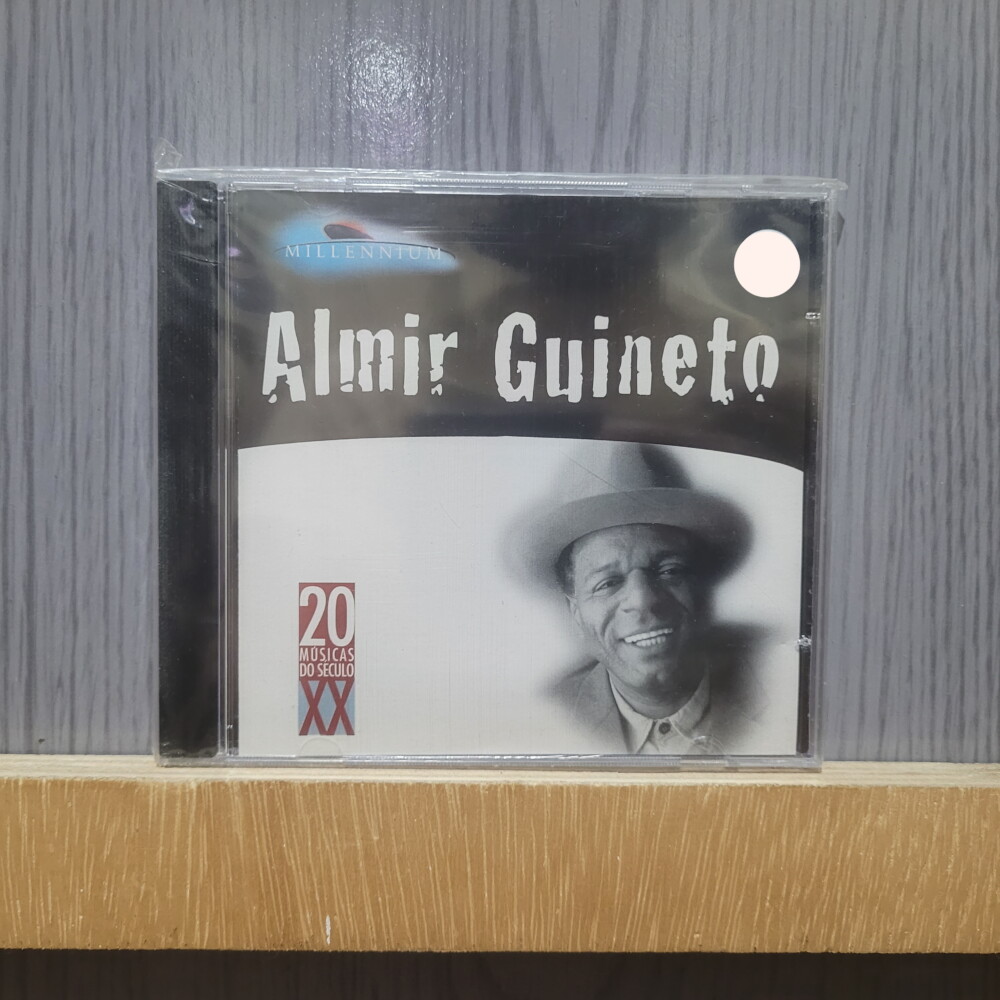 MILLENNIUM
Almir Guineto
20
MÚSICAS
DO SÉCULO
XX